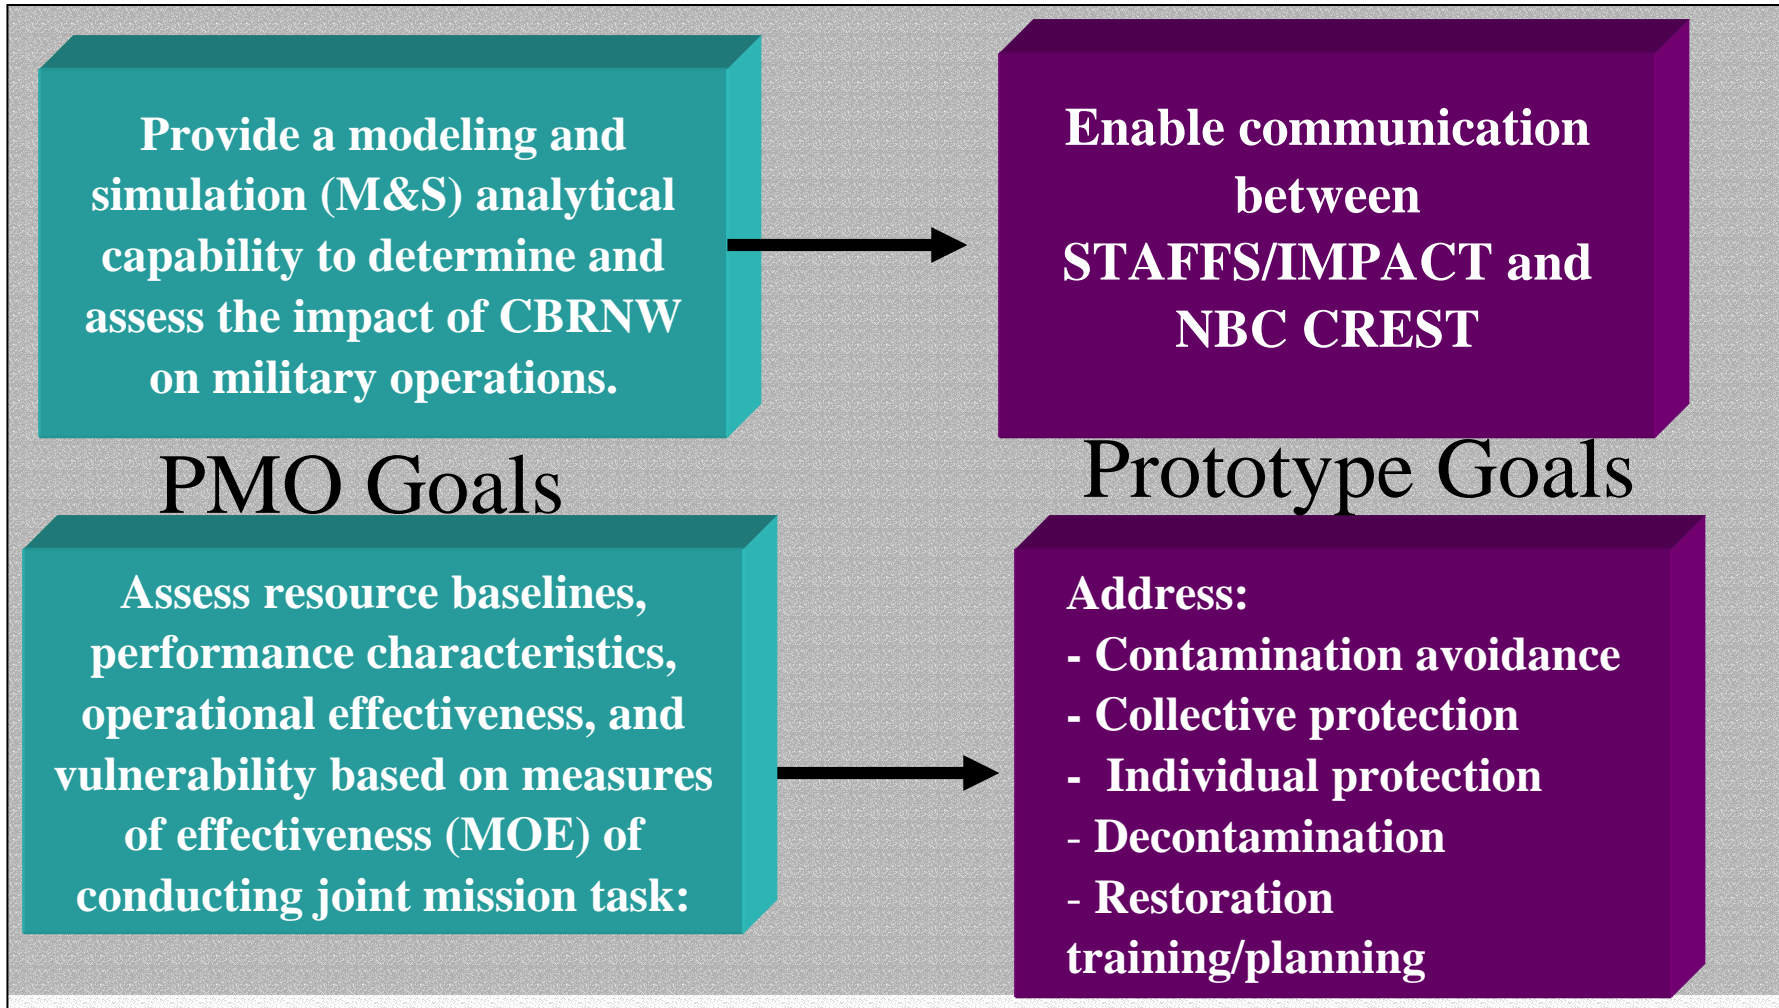 Provide a modeling and
simulation (M&S) analytical
capability to determine and
assess the impact of CBRNW
on military operations.
Enable communication
between
STAFFS/IMPACT and
NBC CREST
PMO Goals
Prototype Goals
Assess resource baselines,
performance characteristics,
operational effectiveness, and
vulnerability based on measures
of effectiveness (MOE) of
conducting joint mission task:
Address:
- Contamination avoidance
- Collective protection
- Individual protection
- Decontamination
- Restoration
training/planning